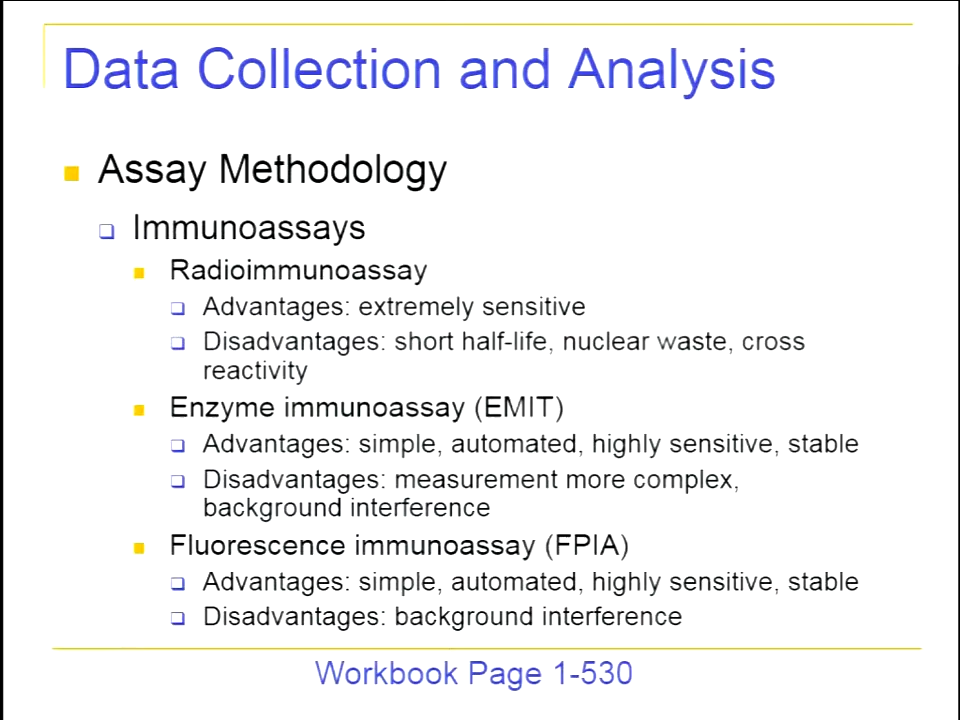 Data Collection and Analysis
Assay Methodology
Immunoassays
Radioimmunoassay
Advantages: extremely sensitive
Disadvantages: short half-life, nuclear waste, cross
reactivity
Enzyme immunoassay (EMIT)
Advantages: simple, automated, highly sensitive, stable
Disadvantages: measurement more complex,
background interference
Fluorescence immunoassay (FPIA)
Advantages: simple, automated, highly sensitive, stable
Disadvantages: background interference
Workbook Page 1-530